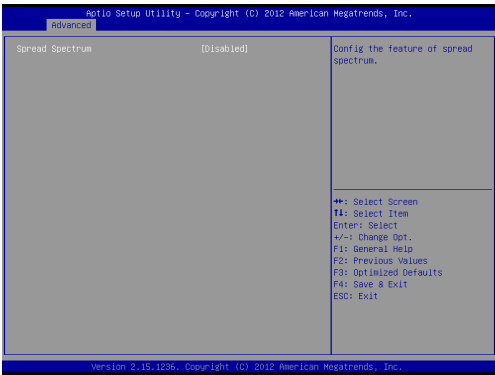 Aptio Setup Utility – Copyright (C) 2012 American Megatrends, Inc.
Advanced
Spread Spectrum [Disabled]
Config the feature of spread
spectrum.
→←: Select Screen
↑↓: Select Item
Enter: Select
+/-: Change Opt.
F1: General Help
F2: Previous Values
F3: Optimized Defaults
F4: Save & Exit
ESC: Exit
Version 2.15.1236. Copyright (C) 2012 American Megatrends, Inc.